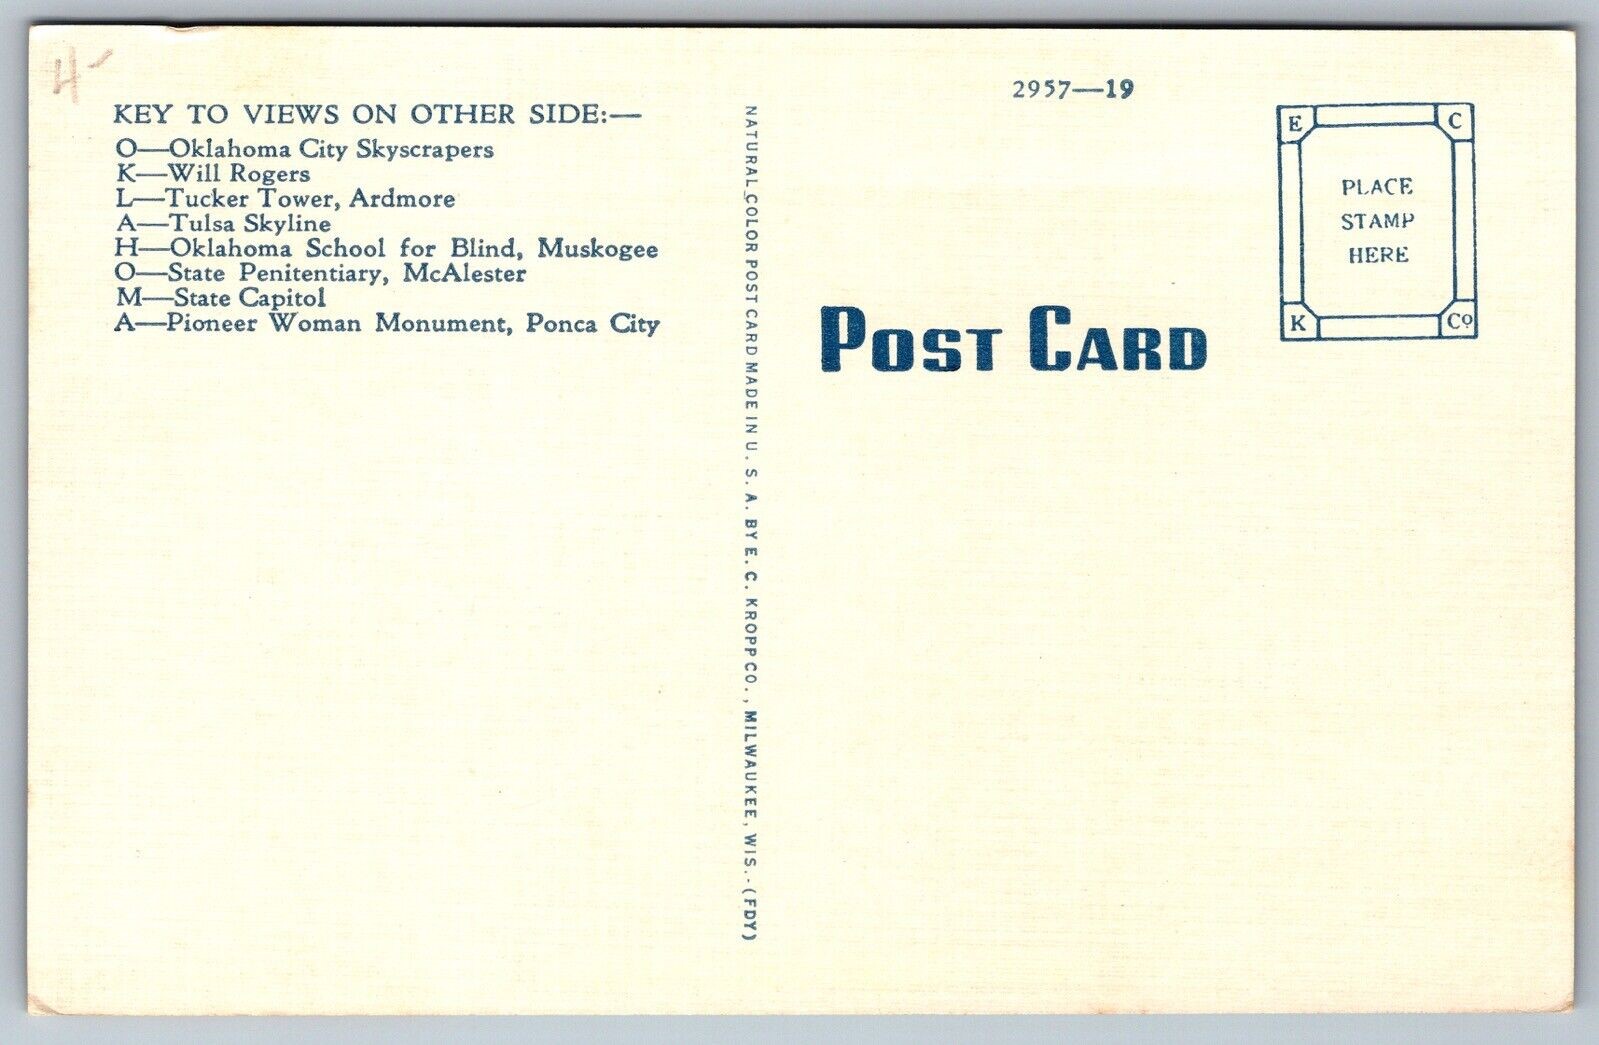 H
KEY TO VIEWS ON OTHER SIDE:—
O—Oklahoma City Skyscrapers
K—Will Rogers
L—Tucker Tower, Ardmore
A—Tulsa Skyline
H—Oklahoma School for Blind, Muskogee
O—State Penitentiary, McAlester
M—State Capitol
A—Pioneer Woman Monument, Ponca City
NATURAL COLOR POST CARD MADE IN U. S. A. BY E. C. KROPP CO., MILWAUKEE, WIS.-(FDY)
2957—19
POST CARD
E C
PLACE
STAMP
HERE
K Co